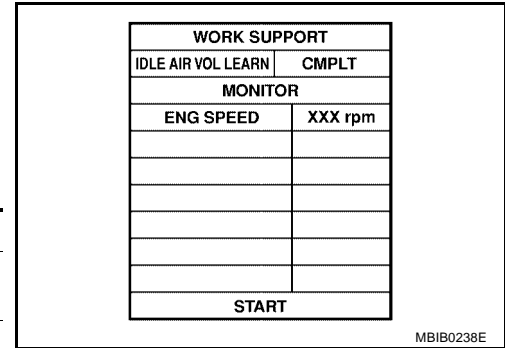 WORK SUPPORT
IDLE AIR VOL LEARN CMPLT
MONITOR
ENG SPEED XXX rpm
START
MBIB0238E